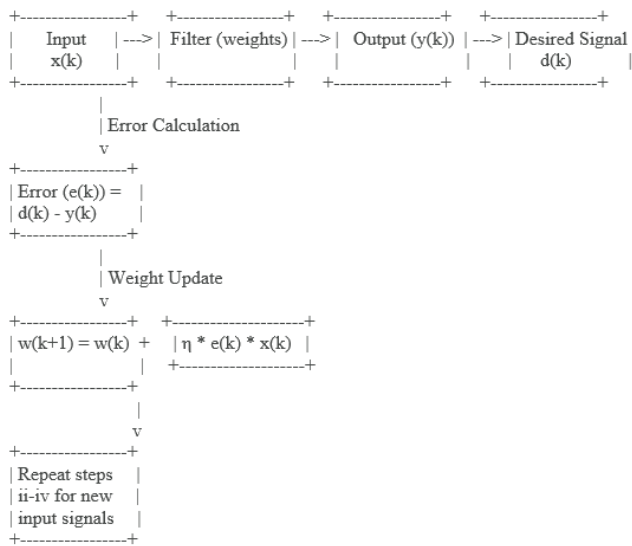 +-----------------+ +-----------------+ +-----------------+ +-----------------+
| Input |--->| Filter (weights) |--->| Output (y(k)) |--->| Desired Signal
| x(k) | | | | | | d(k) |
+-----------------+ +-----------------+ +-----------------+ +-----------------+
|
| Error Calculation
v
+-----------------+
| Error (e(k)) = |
| d(k) - y(k) |
+-----------------+
|
| Weight Update
v
+-----------------+ +---------------------+
| w(k+1) = w(k) + | η * e(k) * x(k) |
| | +---------------------+
+-----------------+
|
v
+-----------------+
| Repeat steps |
| ii-iv for new |
| input signals |
+-----------------+